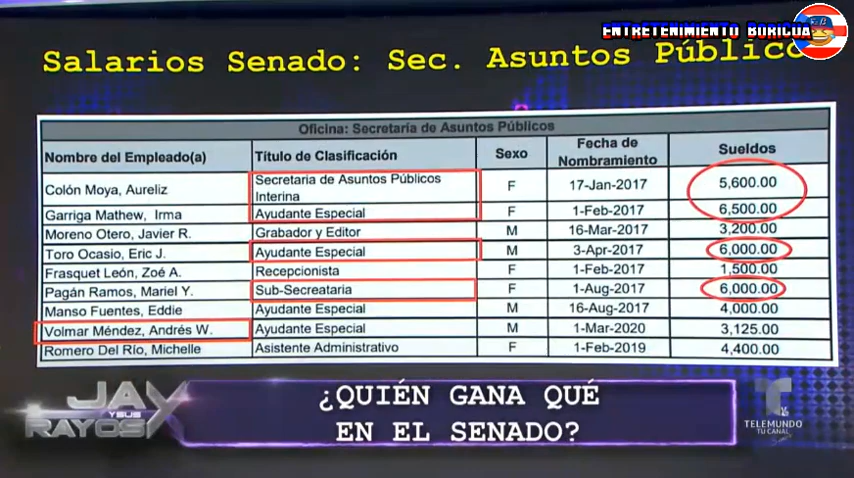 ENTRETENIMIENTO BORICUA
Salarios Senado: Sec. Asuntos Público
Oficina: Secretaría de Asuntos Públicos
Nombre del Empleado(a) Título de Clasificación Sexo Fecha de Nombramiento Sueldos
Colón Moya, Aureliz Secretaria de Asuntos Públicos Interina F 17-Jan-2017 5,600.00
Garriga Mathew, Irma Ayudante Especial F 1-Feb-2017 6,500.00
Moreno Otero, Javier R. Grabador y Editor M 16-Mar-2017 3,200.00
Toro Ocasio, Eric J. Ayudante Especial M 3-Apr-2017 6,000.00
Frasquet León, Zoé A. Recepcionista F 1-Feb-2017 1,500.00
Pagán Ramos, Mariel Y. Sub-Secreataria F 1-Aug-2017 6,000.00
Manso Fuentes, Eddie Ayudante Especial M 16-Aug-2017 4,000.00
Volmar Méndez, Andrés W. Ayudante Especial M 1-Mar-2020 3,125.00
Romero Del Río, Michelle Asistente Administrativo F 1-Feb-2019 4,400.00
JAY
Y SUS
RAYOS X
¿QUIÉN GANA QUÉ
EN EL SENADO?
TELEMUNDO
TU CANAL